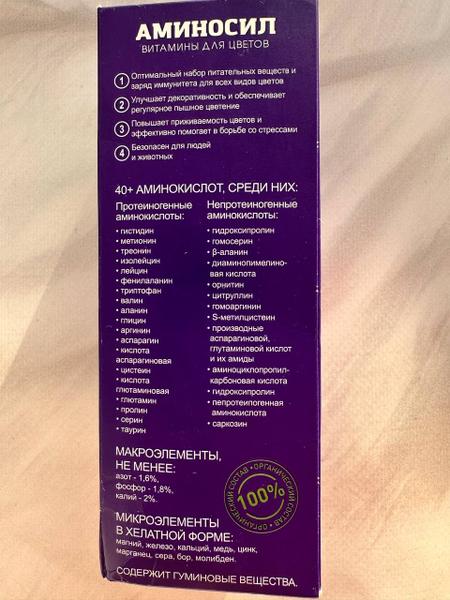 АМИНОСИЛ
ВИТАМИНЫ ДЛЯ ЦВЕТОВ
1 Оптимальный набор питательных веществ и
заряд иммунитета для всех видов цветов
2 Улучшает декоративность и обеспечивает
регулярное пышное цветение
3 Повышает приживаемость цветов и
эффективно помогает в борьбе со стрессами
4 Безопасен для людей
и животных
40+ АМИНОКИСЛОТ, СРЕДИ НИХ:
Протеиногенные
аминокислоты:
• гистидин
• метионин
• треонин
• изолейцин
• лейцин
• фенилаланин
• триптофан
• валин
• аланин
• глицин
• аргинин
• аспарагин
• кислота
аспарагиновая
• цистеин
• кислота
глютаминовая
• глютамин
• пролин
• серин
• таурин
Непротеиногенные
аминокислоты:
• гидроксипролин
• гомосерин
• β-аланин
• диаминопимелино-
вая кислота
• орнитин
• цитруллин
• гомоаргинин
• S-метилцистеин
• производные
аспарагиновой,
глутаминовой кислот
и их амиды
• аминоциклопропил-
карбоновая кислота
• гидроксипролин
• непротеипогенная
аминокислота
• саркозин
МАКРОЭЛЕМЕНТЫ,
НЕ МЕНЕЕ:
азот - 1,6%,
фосфор - 1,8%,
калий - 2%.
ОРГАНИЧЕСКИЙ СОСТАВ • ОРГАНИЧЕСКИЙ СОСТАВ •
100%
МИКРОЭЛЕМЕНТЫ
В ХЕЛАТНОЙ ФОРМЕ:
магний, железо, кальций, медь, цинк,
марганец, сера, бор, молибден.
СОДЕРЖИТ ГУМИНОВЫЕ ВЕЩЕСТВА.